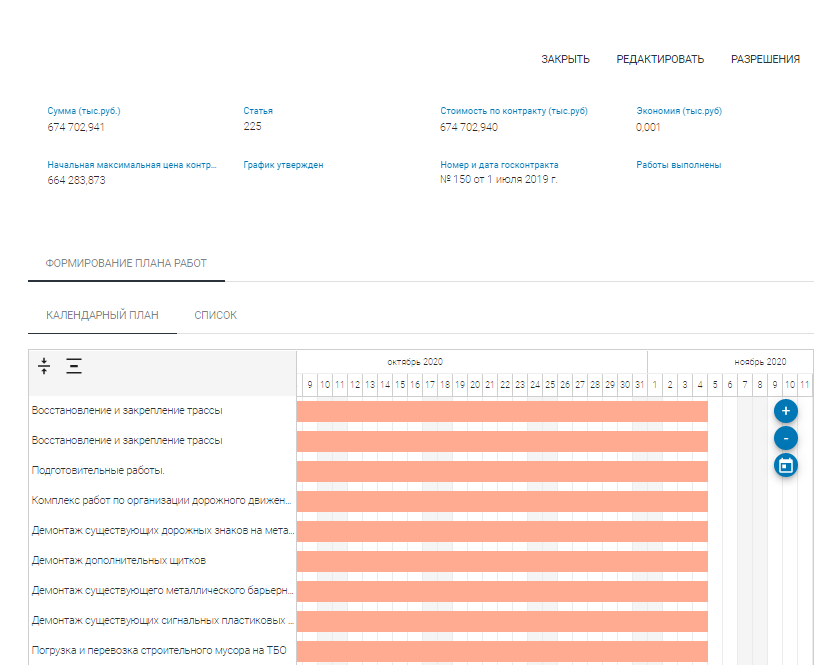 ЗАКРЫТЬ РЕДАКТИРОВАТЬ РАЗРЕШЕНИЯ
Сумма (тыс.руб.) Статья Стоимость по контракту (тыс.руб) Экономия (тыс.руб)
674 702,941 225 674 702,940 0,001
Начальная максимальная цена контр... График утвержден Номер и дата госконтракта Работы выполнены
664 283,873 № 150 от 1 июля 2019 г.
ФОРМИРОВАНИЕ ПЛАНА РАБОТ
КАЛЕНДАРНЫЙ ПЛАН СПИСОК
октябрь 2020 ноябрь 2020
9 10 11 12 13 14 15 16 17 18 19 20 21 22 23 24 25 26 27 28 29 30 31 1 2 3 4 5 6 7 8 9 10 11
Восстановление и закрепление трассы +
Восстановление и закрепление трассы -
Подготовительные работы.
Комплекс работ по организации дорожного движен...
Демонтаж существующих дорожных знаков на мета...
Демонтаж дополнительных щитков
Демонтаж существующего металлического барьерн...
Демонтаж существующих сигнальных пластиковых ...
Погрузка и перевозка строительного мусора на ТБО